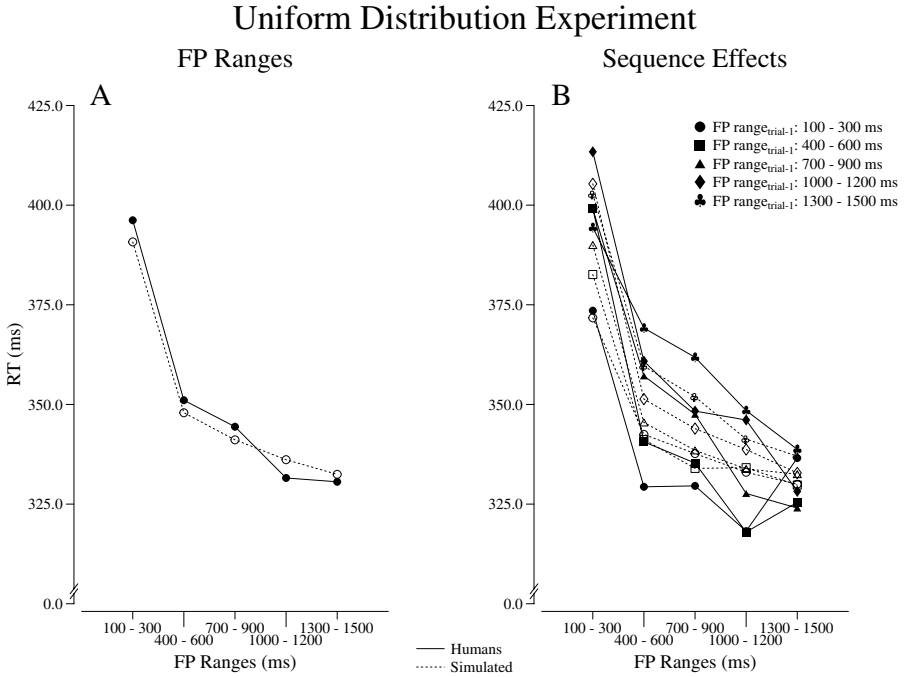 Uniform Distribution Experiment
FP Ranges
Sequence Effects
A
B
RT (ms)
425.0
400.0
375.0
350.0
325.0
0.0
100 - 300
400 - 600
700 - 900
1000 - 1200
1300 - 1500
FP Ranges (ms)
425.0
400.0
375.0
350.0
325.0
0.0
FP range trial-1: 100 - 300 ms
FP range trial-1: 400 - 600 ms
FP range trial-1: 700 - 900 ms
FP range trial-1: 1000 - 1200 ms
FP range trial-1: 1300 - 1500 ms
100 - 300
400 - 600
700 - 900
1000 - 1200
1300 - 1500
FP Ranges (ms)
Humans
Simulated